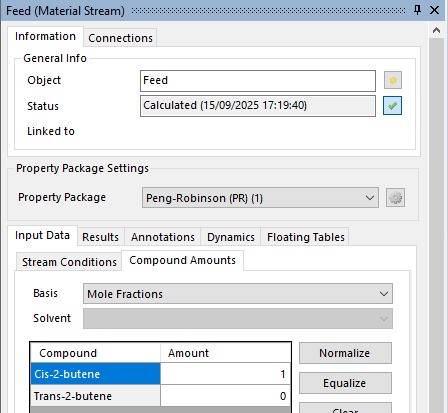 Feed (Material Stream)
Information Connections
General Info
Object Feed
Status Calculated (15/09/2025 17:19:40)
Linked to
Property Package Settings
Property Package Peng-Robinson (PR) (1)
Input Data Results Annotations Dynamics Floating Tables
Stream Conditions Compound Amounts
Basis Mole Fractions
Solvent
Compound Amount Normalize
Cis-2-butene 1
Trans-2-butene 0 Equalize
Clear